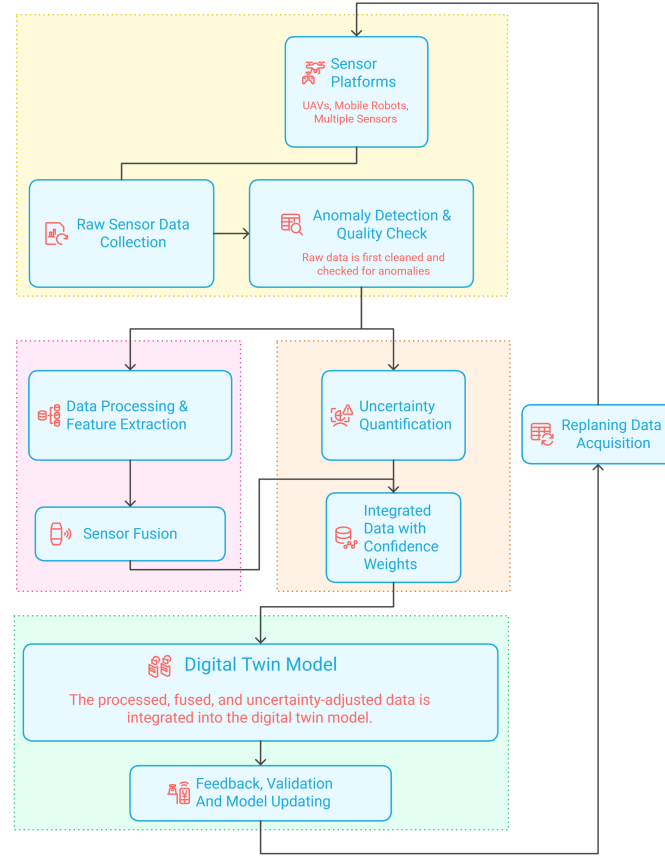 Sensor
Platforms
UAVs, Mobile Robots,
Multiple Sensors
Raw Sensor Data
Collection
Anomaly Detection &
Quality Check
Raw data is first cleaned and
checked for anomalies
Data Processing &
Feature Extraction
Uncertainty
Quantification
Replaning Data
Acquisition
Sensor Fusion
Integrated
Data with
Confidence
Weights
Digital Twin Model
The processed, fused, and uncertainty-adjusted data is
integrated into the digital twin model.
Feedback, Validation
And Model Updating